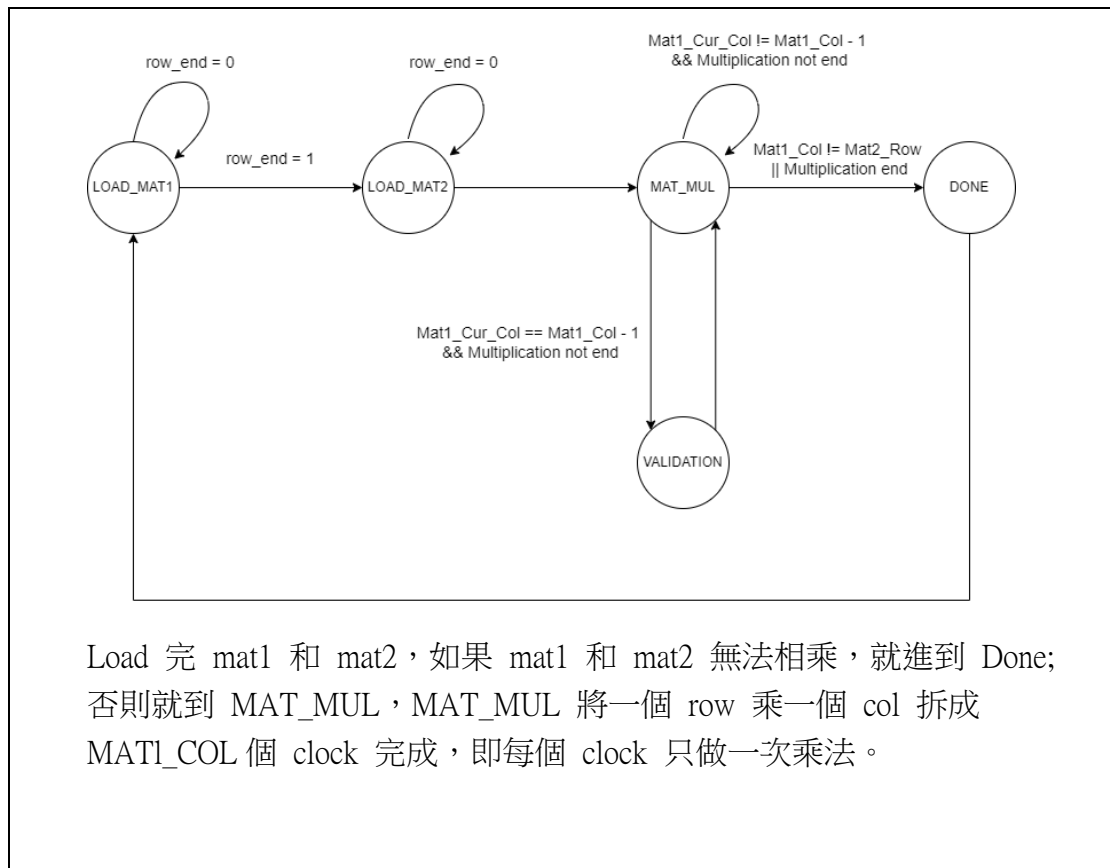 row_end = 0
row_end = 0
Mat1_Cur_Col != Mat1_Col - 1
&& Multiplication not end
row_end = 1
Mat1_Col != Mat2_Row
|| Multiplication end
LOAD_MAT1
LOAD_MAT2
MAT_MUL
DONE
Mat1_Cur_Col == Mat1_Col - 1
&& Multiplication not end
VALIDATION
Load 完 mat1 和 mat2，如果 mat1 和 mat2 無法相乘，就進到 Done;
否則就到 MAT_MUL，MAT_MUL 將一個 row 乘一個 col 拆成
MAT1_COL 個 clock 完成，即每個 clock 只做一次乘法。